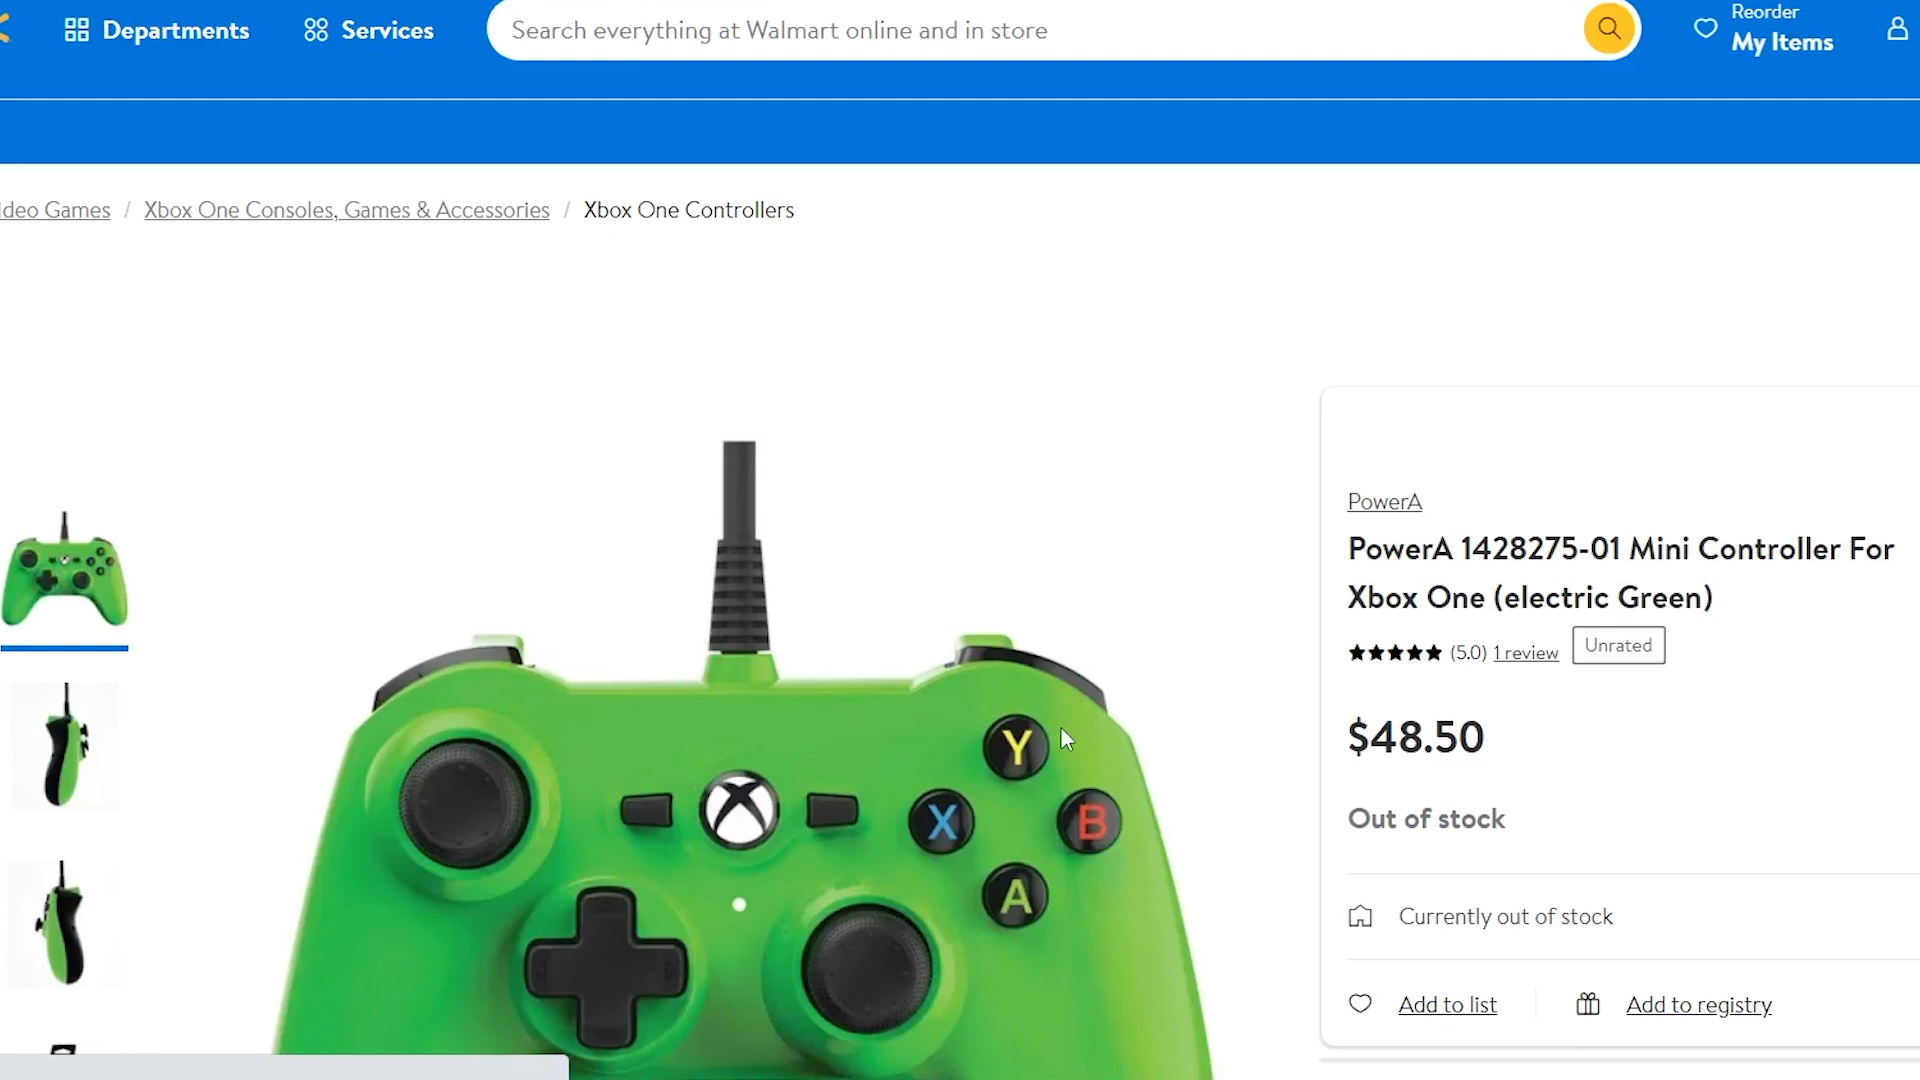 Departments
Services
Search everything at Walmart online and in store
Reorder
My Items
ideo Games / Xbox One Consoles, Games & Accessories / Xbox One Controllers
PowerA
PowerA 1428275-01 Mini Controller For
Xbox One (electric Green)
(5.0) 1 review Unrated
$48.50
Out of stock
Currently out of stock
Add to list
Add to registry
Y
X
B
A